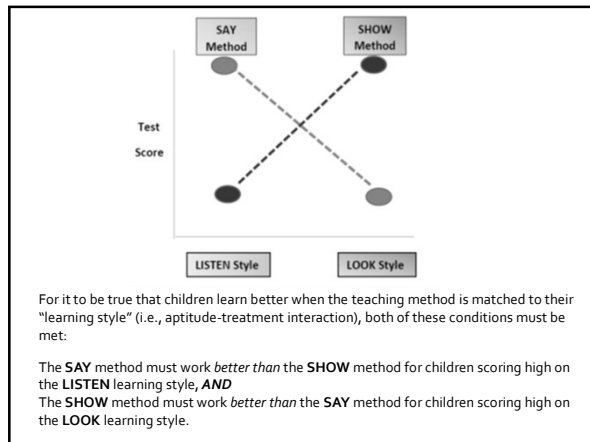 SAY
Method
SHOW
Method
Test
Score
LISTEN Style
LOOK Style
For it to be true that children learn better when the teaching method is matched to their
“learning style” (i.e., aptitude-treatment interaction), both of these conditions must be
met:
The SAY method must work better than the SHOW method for children scoring high on
the LISTEN learning style, AND
The SHOW method must work better than the SAY method for children scoring high on
the LOOK learning style.